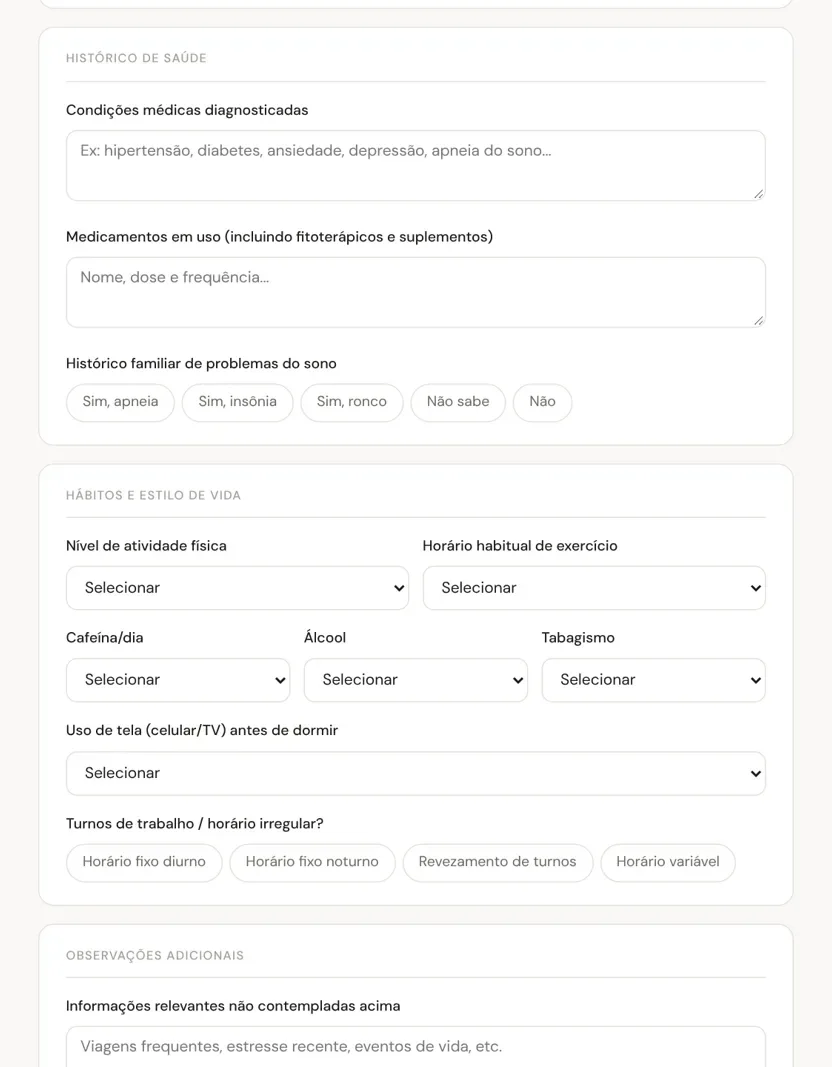 HISTÓRICO DE SAÚDE
Condições médicas diagnosticadas
Ex: hipertensão, diabetes, ansiedade, depressão, apneia do sono...
Medicamentos em uso (incluindo fitoterápicos e suplementos)
Nome, dose e frequência...
Histórico familiar de problemas do sono
Sim, apneia Sim, insônia Sim, ronco Não sabe Não
HÁBITOS E ESTILO DE VIDA
Nível de atividade física Horário habitual de exercício
Selecionar Selecionar
Cafeína/dia Álcool Tabagismo
Selecionar Selecionar Selecionar
Uso de tela (celular/TV) antes de dormir
Selecionar
Turnos de trabalho / horário irregular?
Horário fixo diurno Horário fixo noturno Revezamento de turnos Horário variável
OBSERVAÇÕES ADICIONAIS
Informações relevantes não contempladas acima
Viagens frequentes, estresse recente, eventos de vida, etc.